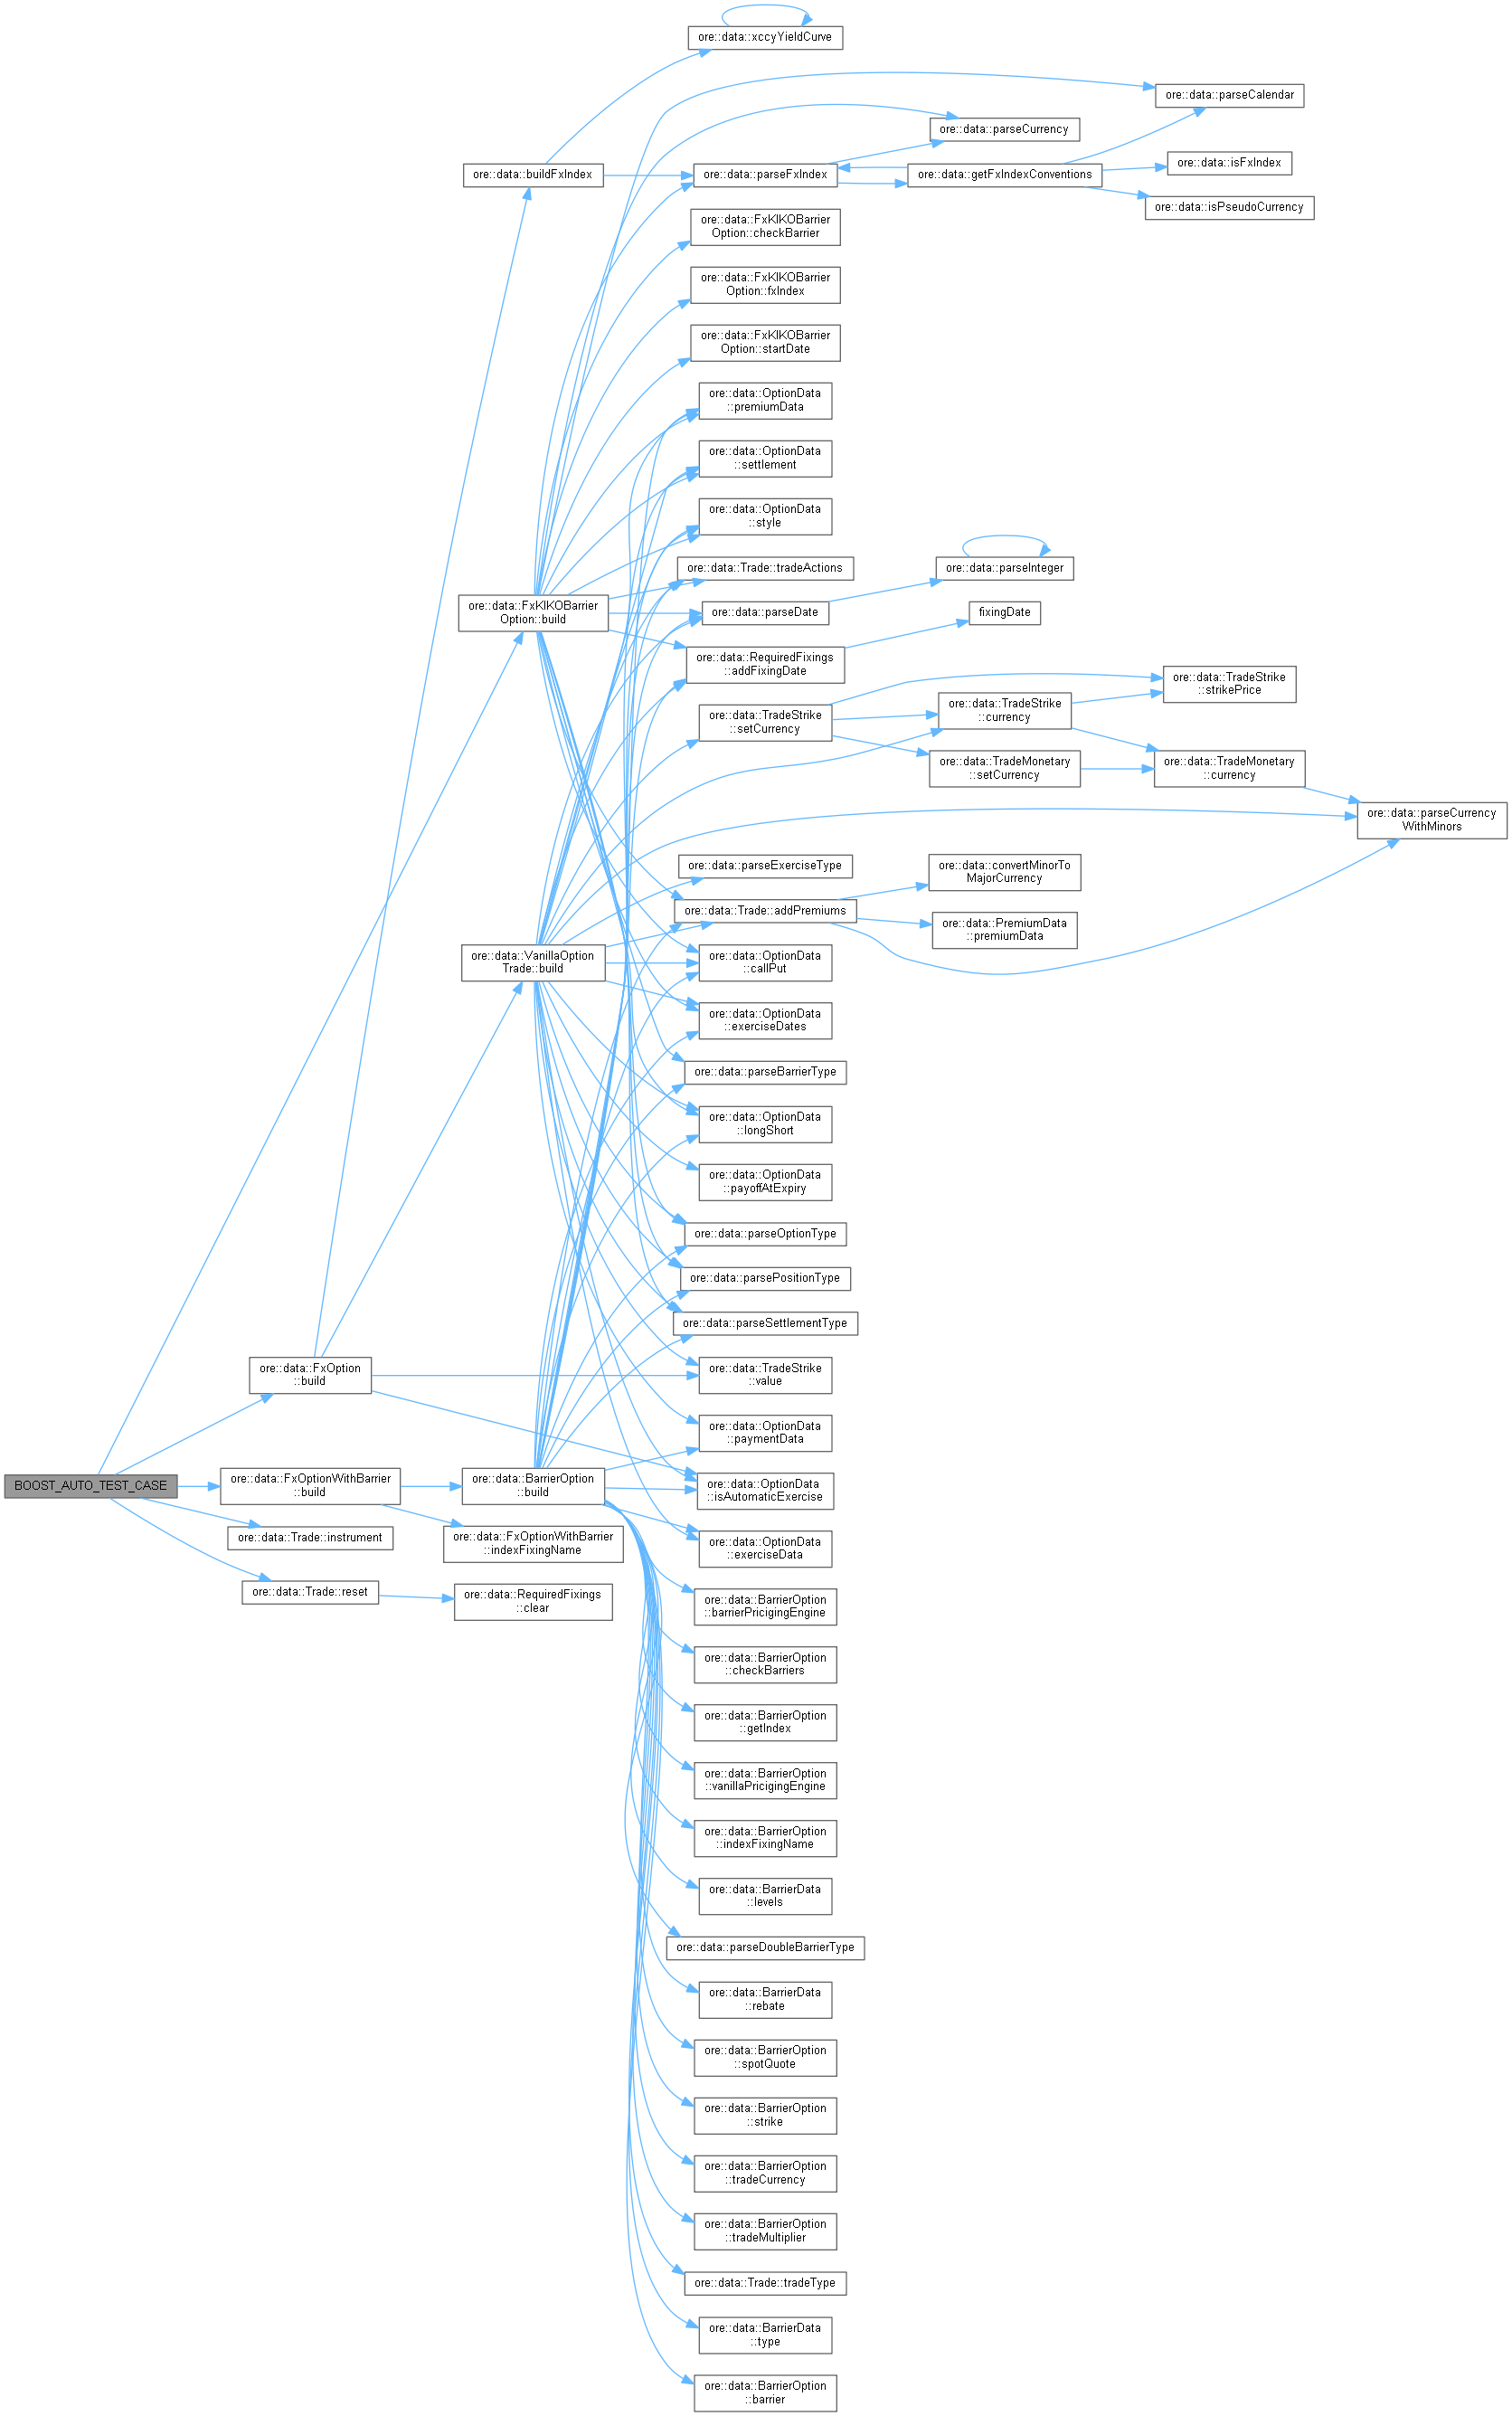 ore::data::xccyYieldCurve
ore::data::parseCalendar
ore::data::parseCurrency
ore::data::isFxIndex
ore::data::buildFxIndex
ore::data::parseFxIndex
ore::data::getFxIndexConventions
ore::data::isPseudoCurrency
ore::data::FxKIKOBarrier
Option::checkBarrier
ore::data::FxKIKOBarrier
Option::fxIndex
ore::data::FxKIKOBarrier
Option::startDate
ore::data::OptionData
::premiumData
ore::data::OptionData
::settlement
ore::data::OptionData
::style
ore::data::Trade::tradeActions
ore::data::parseInteger
ore::data::FxKIKOBarrier
Option::build
ore::data::parseDate
fixingDate
ore::data::RequiredFixings
::addFixingDate
ore::data::TradeStrike
::strikePrice
ore::data::TradeStrike
::setCurrency
ore::data::TradeStrike
::currency
ore::data::TradeMonetary
::setCurrency
ore::data::TradeMonetary
::currency
ore::data::parseCurrency
WithMinors
ore::data::parseExerciseType
ore::data::convertMinorTo
MajorCurrency
ore::data::Trade::addPremiums
ore::data::PremiumData
::premiumData
ore::data::VanillaOption
Trade::build
ore::data::OptionData
::callPut
ore::data::OptionData
::exerciseDates
ore::data::parseBarrierType
ore::data::OptionData
::longShort
ore::data::OptionData
::payoffAtExpiry
ore::data::parseOptionType
ore::data::parsePositionType
ore::data::parseSettlementType
ore::data::FxOption
::build
ore::data::TradeStrike
::value
ore::data::OptionData
::paymentData
BOOST_AUTO_TEST_CASE
ore::data::FxOptionWithBarrier
::build
ore::data::BarrierOption
::build
ore::data::OptionData
::isAutomaticExercise
ore::data::Trade::instrument
ore::data::FxOptionWithBarrier
::indexFixingName
ore::data::OptionData
::exerciseData
ore::data::Trade::reset
ore::data::RequiredFixings
::clear
ore::data::BarrierOption
::barrierPricigingEngine
ore::data::BarrierOption
::checkBarriers
ore::data::BarrierOption
::getIndex
ore::data::BarrierOption
::vanillaPricigingEngine
ore::data::BarrierOption
::indexFixingName
ore::data::BarrierData
::levels
ore::data::parseDoubleBarrierType
ore::data::BarrierData
::rebate
ore::data::BarrierOption
::spotQuote
ore::data::BarrierOption
::strike
ore::data::BarrierOption
::tradeCurrency
ore::data::BarrierOption
::tradeMultiplier
ore::data::Trade::tradeType
ore::data::BarrierData
::type
ore::data::BarrierOption
::barrier